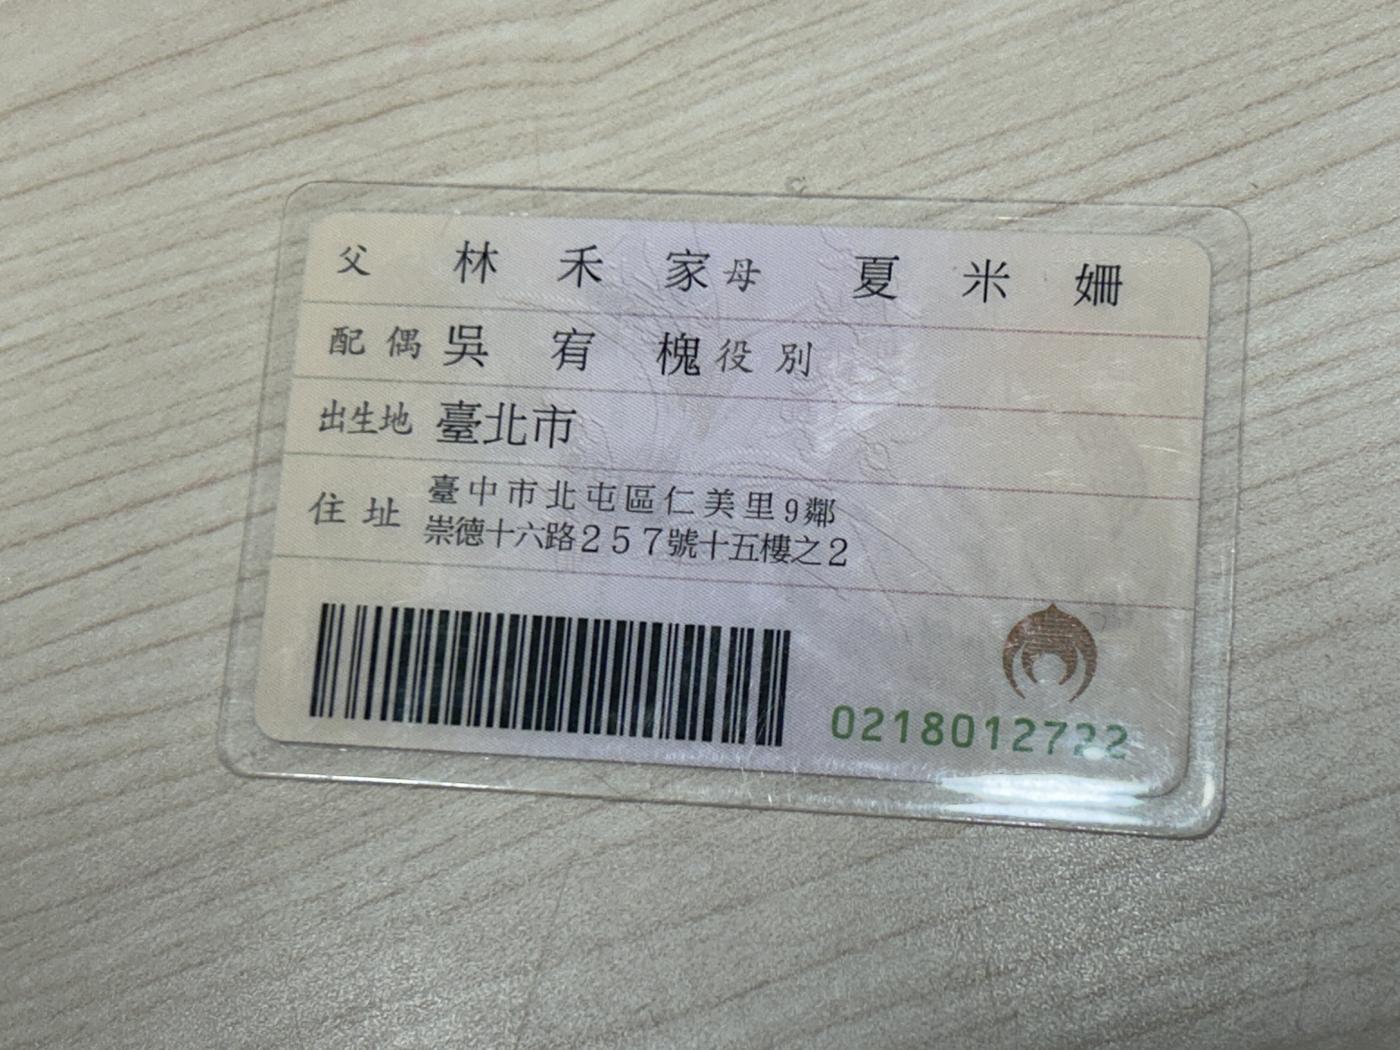 父 林禾家 母 夏米姍
配偶 吳宥槐 役別
出生地 臺北市
住址 臺中市北屯區仁美里9鄰
崇德十六路257號十五樓之2
0218012722